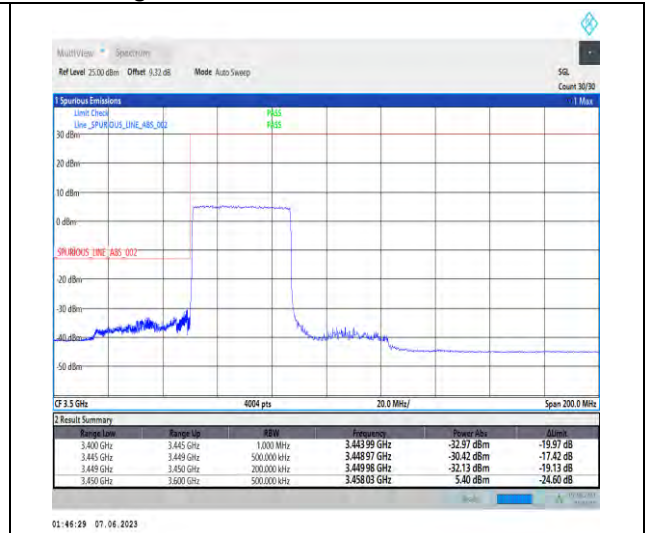 MultiView Spectrum
Ref Level 25.00 dBm Offset 9.32 dB Mode Auto Sweep SGL
Count 30/30
1 Spurious Emissions 1 Max
Limit Check PASS
Line _SPURIOUS_LINE_ABS_002 PASS
30 dBm
20 dBm
10 dBm
0 dBm
_SPURIOUS_LINE_ABS_002
-20 dBm
-30 dBm
-40 dBm
-50 dBm
CF 3.5 GHz 4004 pts 20.0 MHz/ Span 200.0 MHz
2 Result Summary
Range Low Range Up RBW Frequency Power Abs ΔLimit
3.400 GHz 3.445 GHz 1.000 MHz 3.443 99 GHz -32.97 dBm -19.97 dB
3.445 GHz 3.449 GHz 500.000 kHz 3.448 97 GHz -30.42 dBm -17.42 dB
3.449 GHz 3.450 GHz 200.000 kHz 3.449 98 GHz -32.13 dBm -19.13 dB
3.450 GHz 3.600 GHz 500.000 kHz 3.458 03 GHz 5.40 dBm -24.60 dB
01:46:29 07.06.2023